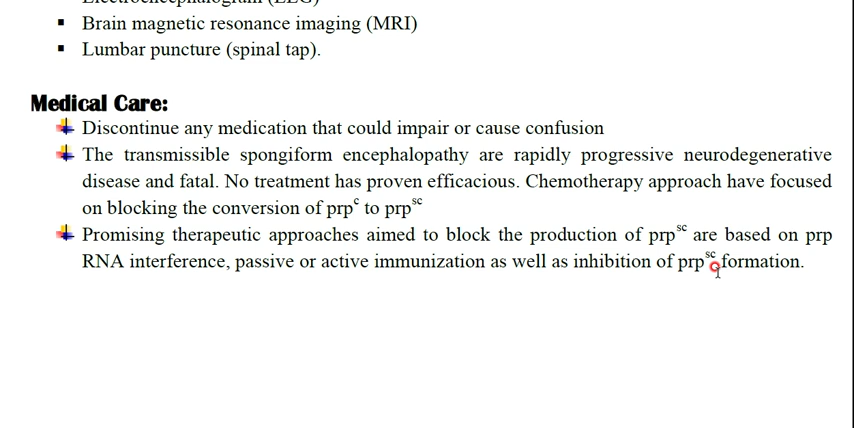 Electroencephalogram (EEG)
▪ Brain magnetic resonance imaging (MRI)
▪ Lumbar puncture (spinal tap).
Medical Care:
Discontinue any medication that could impair or cause confusion
The transmissible spongiform encephalopathy are rapidly progressive neurodegenerative
disease and fatal. No treatment has proven efficacious. Chemotherapy approach have focused
on blocking the conversion of prpᶜ to prpˢᶜ
Promising therapeutic approaches aimed to block the production of prpˢᶜ are based on prp
RNA interference, passive or active immunization as well as inhibition of prpˢᶜ formation.